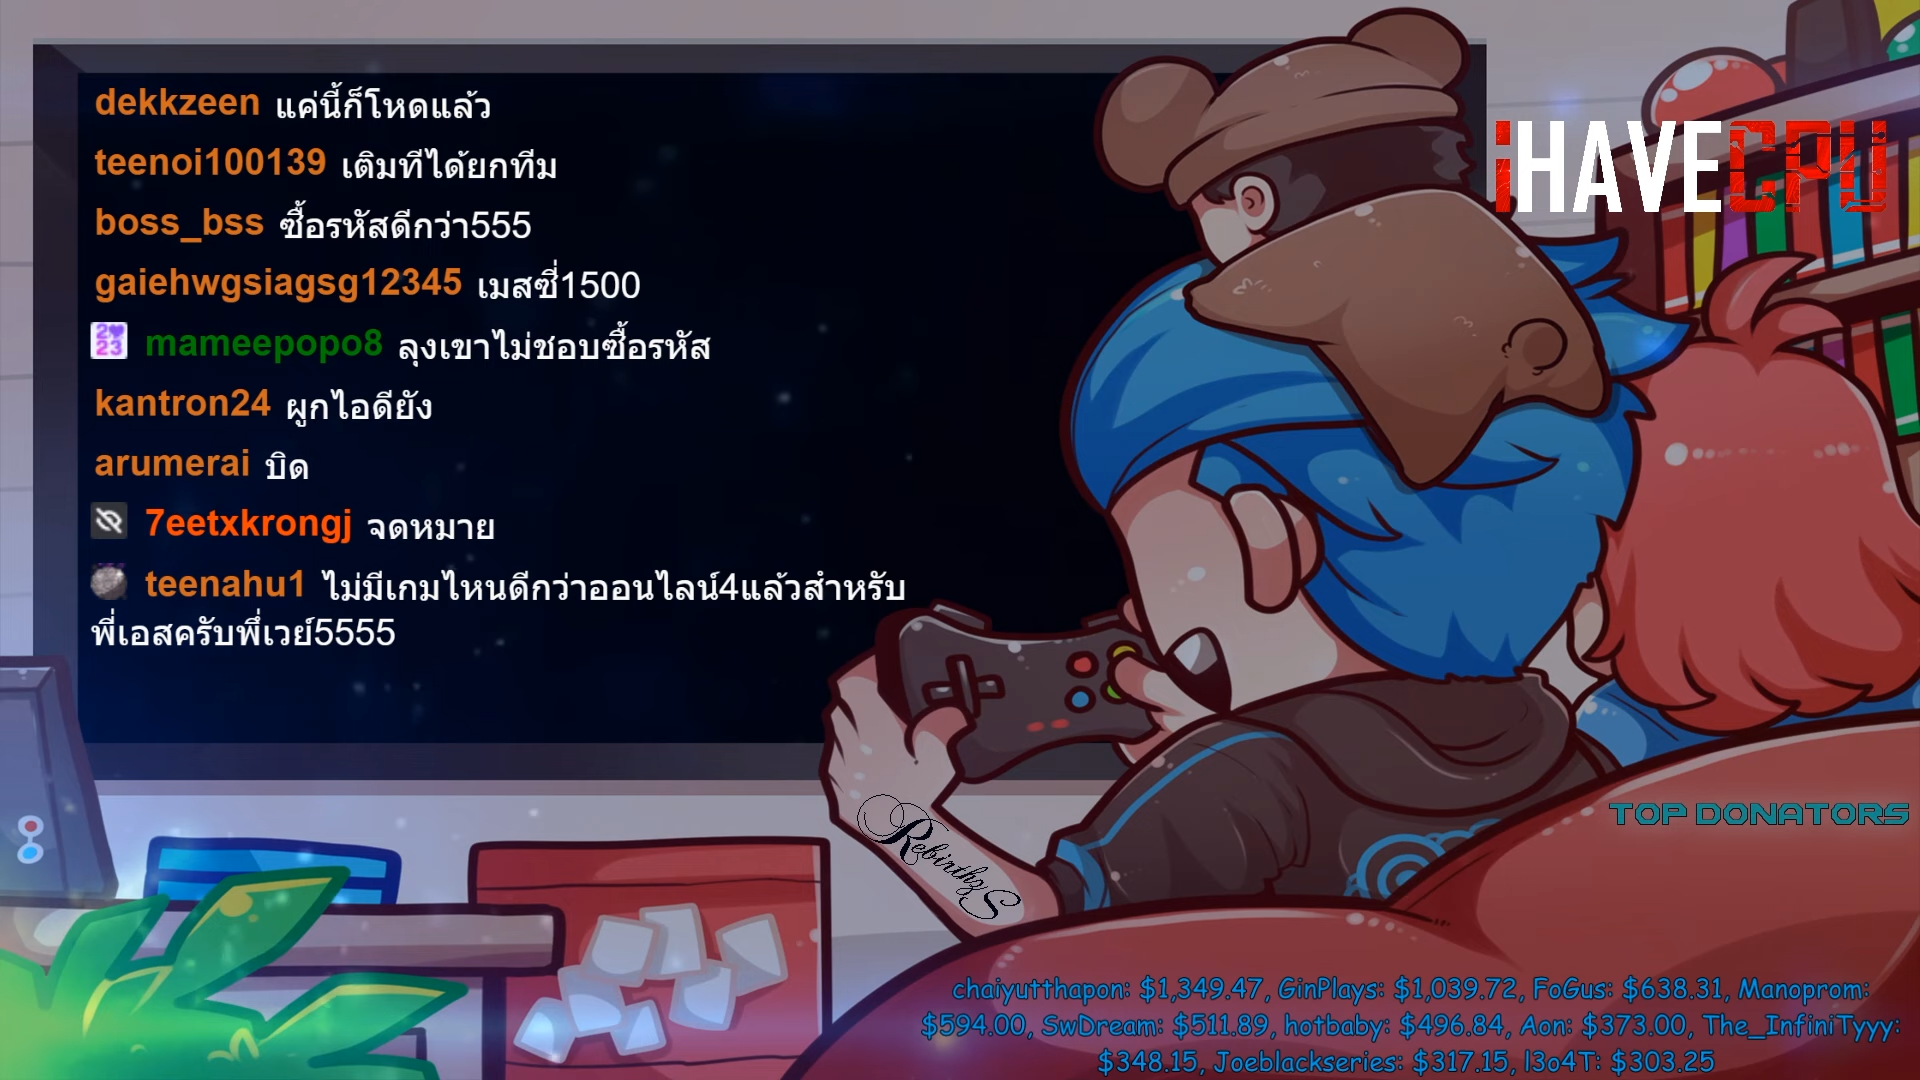 dekkzeen แค่นี้ก็โหดแล้ว
teenoi100139 เติมทีได้ยกทีม
boss_bss ซื้อรหัสดีกว่า555
gaiehwgsiagsg12345 เมสซี่1500
mameepopo8 ลุงเขาไม่ชอบซื้อรหัส
kantron24 ผูกไอดียัง
arumerai บิด
7eetxkrongj จดหมาย
teenahu1 ไม่มีเกมไหนดีกว่าออนไลน์4แล้วสำหรับ
พี่เอสครับพี่เวย์5555
iHAVECPU
RebirthzS
TOP DONATORS
chaiyutthapon: $1,349.47, GinPlays: $1,039.72, FoGus: $638.31, Manoprom:
$594.00, SwDream: $511.89, hotbaby: $496.84, Aon: $373.00, The_InfiniTyyy:
$348.15, Joeblackseries: $317.15, l3o4T: $303.25